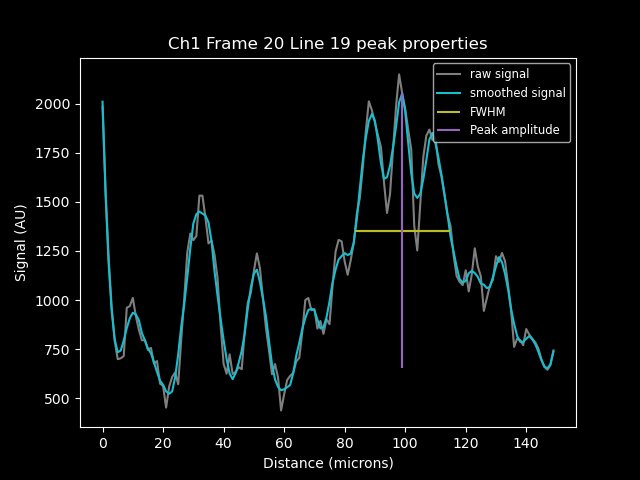 Ch1 Frame 20 Line 19 peak properties
raw signal
smoothed signal
FWHM
Peak amplitude
Signal (AU)
2000
1750
1500
1250
1000
750
500
0 20 40 60 80 100 120 140
Distance (microns)